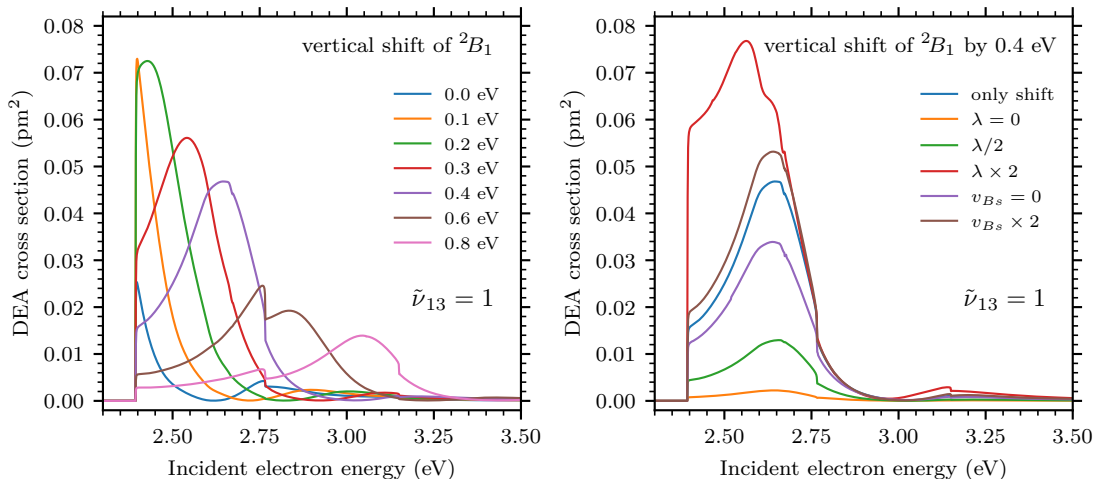 vertical shift of ²B₁
0.0 eV
0.1 eV
0.2 eV
0.3 eV
0.4 eV
0.6 eV
0.8 eV
ν̃₁₃ = 1
DEA cross section (pm²)
0.08
0.07
0.06
0.05
0.04
0.03
0.02
0.01
0.00
2.50 2.75 3.00 3.25 3.50
Incident electron energy (eV)
vertical shift of ²B₁ by 0.4 eV
only shift
λ = 0
λ/2
λ × 2
v_Bs = 0
v_Bs × 2
ν̃₁₃ = 1
DEA cross section (pm²)
0.08
0.07
0.06
0.05
0.04
0.03
0.02
0.01
0.00
2.50 2.75 3.00 3.25 3.50
Incident electron energy (eV)